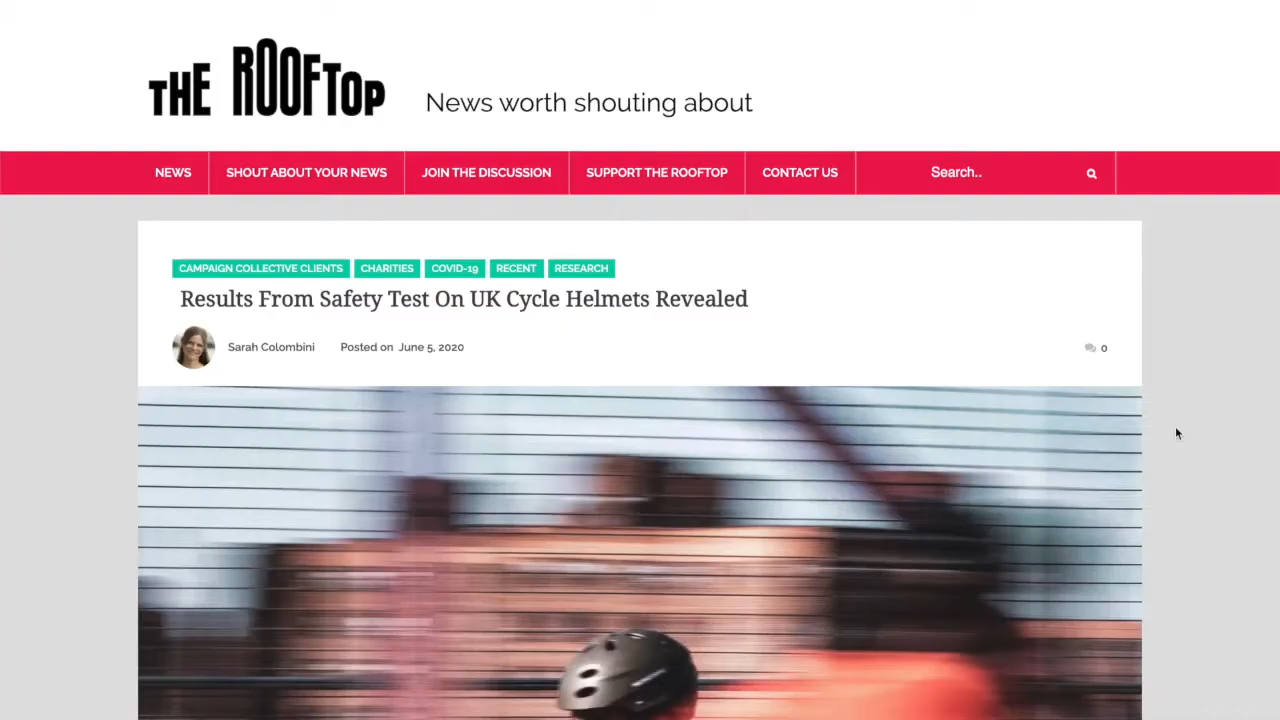 THE ROOFTOP
News worth shouting about
NEWS
SHOUT ABOUT YOUR NEWS
JOIN THE DISCUSSION
SUPPORT THE ROOFTOP
CONTACT US
Search..
CAMPAIGN COLLECTIVE CLIENTS
CHARITIES
COVID-19
RECENT
RESEARCH
Results From Safety Test On UK Cycle Helmets Revealed
Sarah Colombini
Posted on June 5, 2020
0